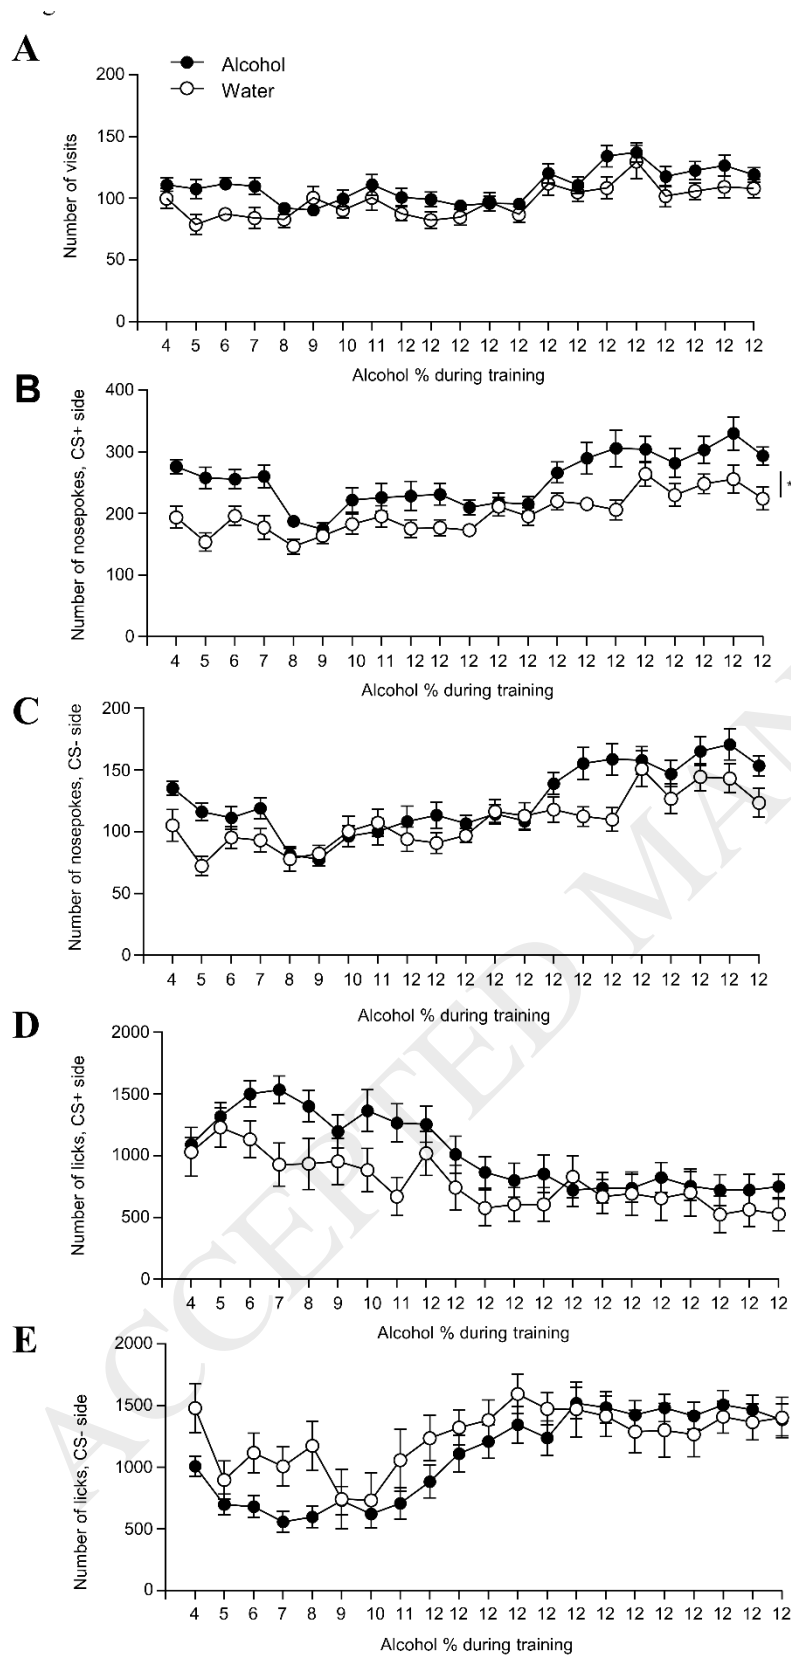 A
Alcohol
Water
200
150
100
50
0
Number of visits
4 5 6 7 8 9 10 11 12 12 12 12 12 12 12 12 12 12 12 12 12
Alcohol % during training
B
400
300
200
100
0
Number of nosepokes, CS+ side
*
4 5 6 7 8 9 10 11 12 12 12 12 12 12 12 12 12 12 12 12 12
Alcohol % during training
C
200
150
100
50
0
Number of nosepokes, CS- side
4 5 6 7 8 9 10 11 12 12 12 12 12 12 12 12 12 12 12 12 12
Alcohol % during training
D
2000
1500
1000
500
0
Number of licks, CS+ side
4 5 6 7 8 9 10 11 12 12 12 12 12 12 12 12 12 12 12 12 12
Alcohol % during training
E
2000
1500
1000
500
0
Number of licks, CS- side
4 5 6 7 8 9 10 11 12 12 12 12 12 12 12 12 12 12 12 12 12
Alcohol % during training
ACCEPTED MAN